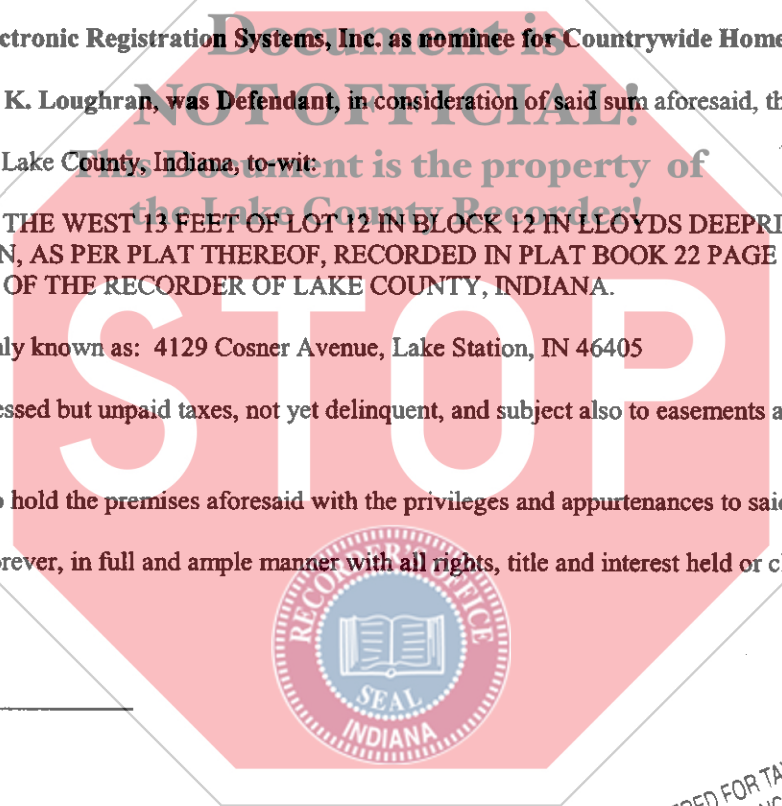 Document is
ctronic Registration Systems, Inc. as nominee for Countrywide Home
NOT OFFICIAL!
K. Loughran, was Defendant, in consideration of said sum aforesaid, th
This Document is the property of
Lake County, Indiana, to-wit:
the Lake County Recorder!
THE WEST 13 FEET OF LOT 12 IN BLOCK 12 IN LLOYDS DEEPRI
N, AS PER PLAT THEREOF, RECORDED IN PLAT BOOK 22 PAGE
OF THE RECORDER OF LAKE COUNTY, INDIANA.
STOP
ly known as: 4129 Cosner Avenue, Lake Station, IN 46405
essed but unpaid taxes, not yet delinquent, and subject also to easements a
o hold the premises aforesaid with the privileges and appurtenances to said
orever, in full and ample manner with all rights, title and interest held or c
RECORDER'S OFFICE
SEAL
INDIANA
FOR TA